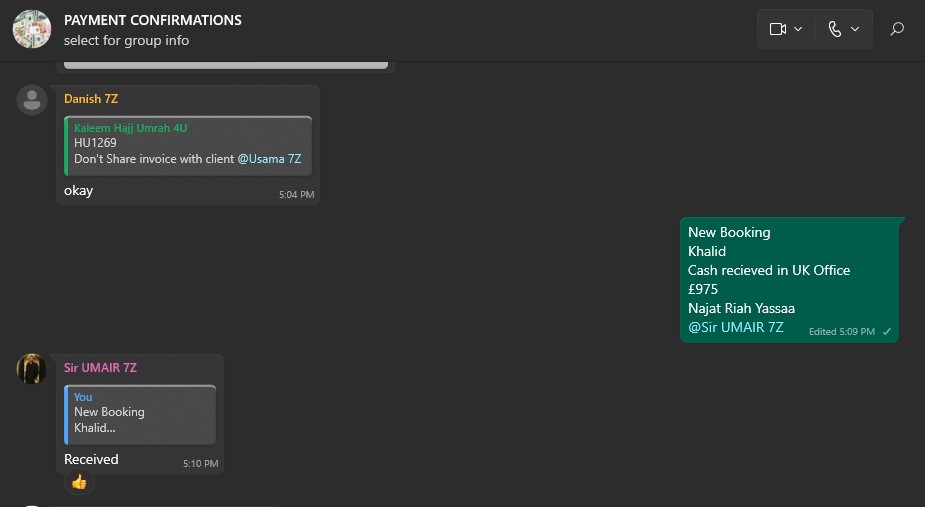 PAYMENT CONFIRMATIONS
select for group info
Danish 7Z
Kaleem Hajj Umrah 4U
HU1269
Don't Share invoice with client @Usama 7Z
okay
5:04 PM
New Booking
Khalid
Cash recieved in UK Office
£975
Najat Riah Yassaa
@Sir UMAIR 7Z
Edited 5:09 PM
Sir UMAIR 7Z
You
New Booking
Khalid...
Received
5:10 PM